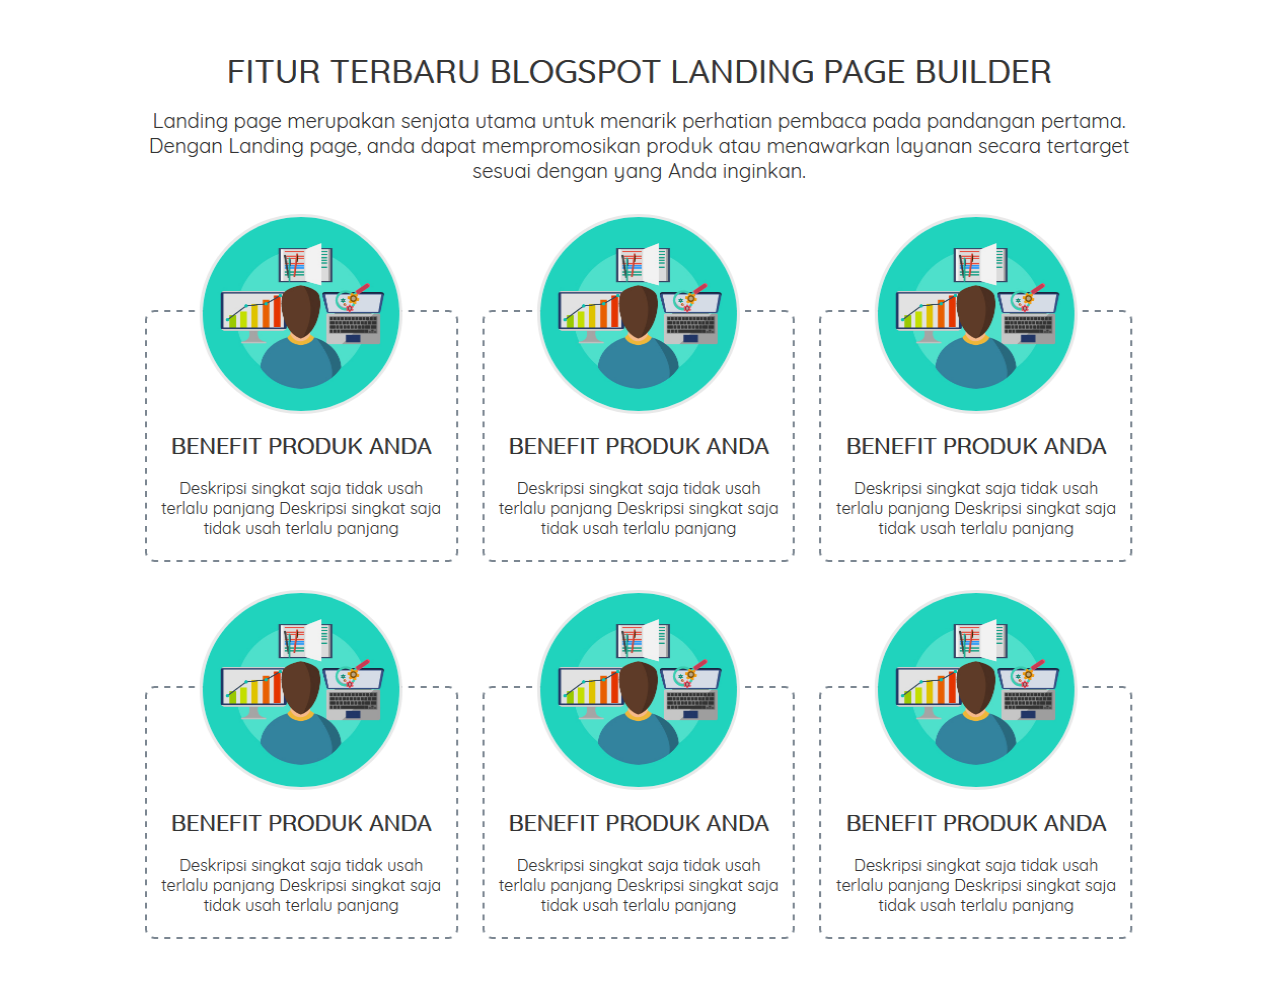 FITUR TERBARU BLOGSPOT LANDING PAGE BUILDER
Landing page merupakan senjata utama untuk menarik perhatian pembaca pada pandangan pertama.
Dengan Landing page, anda dapat mempromosikan produk atau menawarkan layanan secara tertarget
sesuai dengan yang Anda inginkan.
BENEFIT PRODUK ANDA
Deskripsi singkat saja tidak usah
terlalu panjang Deskripsi singkat saja
tidak usah terlalu panjang
BENEFIT PRODUK ANDA
Deskripsi singkat saja tidak usah
terlalu panjang Deskripsi singkat saja
tidak usah terlalu panjang
BENEFIT PRODUK ANDA
Deskripsi singkat saja tidak usah
terlalu panjang Deskripsi singkat saja
tidak usah terlalu panjang
BENEFIT PRODUK ANDA
Deskripsi singkat saja tidak usah
terlalu panjang Deskripsi singkat saja
tidak usah terlalu panjang
BENEFIT PRODUK ANDA
Deskripsi singkat saja tidak usah
terlalu panjang Deskripsi singkat saja
tidak usah terlalu panjang
BENEFIT PRODUK ANDA
Deskripsi singkat saja tidak usah
terlalu panjang Deskripsi singkat saja
tidak usah terlalu panjang